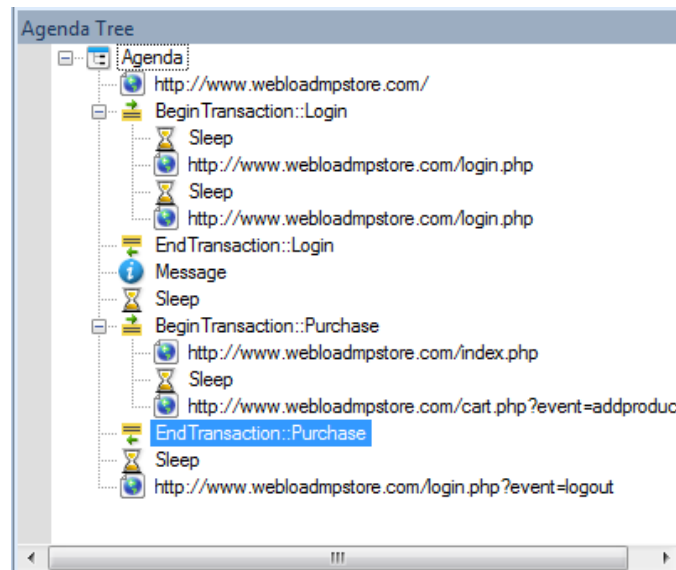 Agenda Tree
Agenda
http://www.webloadmpstore.com/
BeginTransaction::Login
Sleep
http://www.webloadmpstore.com/login.php
Sleep
http://www.webloadmpstore.com/login.php
EndTransaction::Login
Message
Sleep
BeginTransaction::Purchase
http://www.webloadmpstore.com/index.php
Sleep
http://www.webloadmpstore.com/cart.php?event=addproduc
EndTransaction::Purchase
Sleep
http://www.webloadmpstore.com/login.php?event=logout